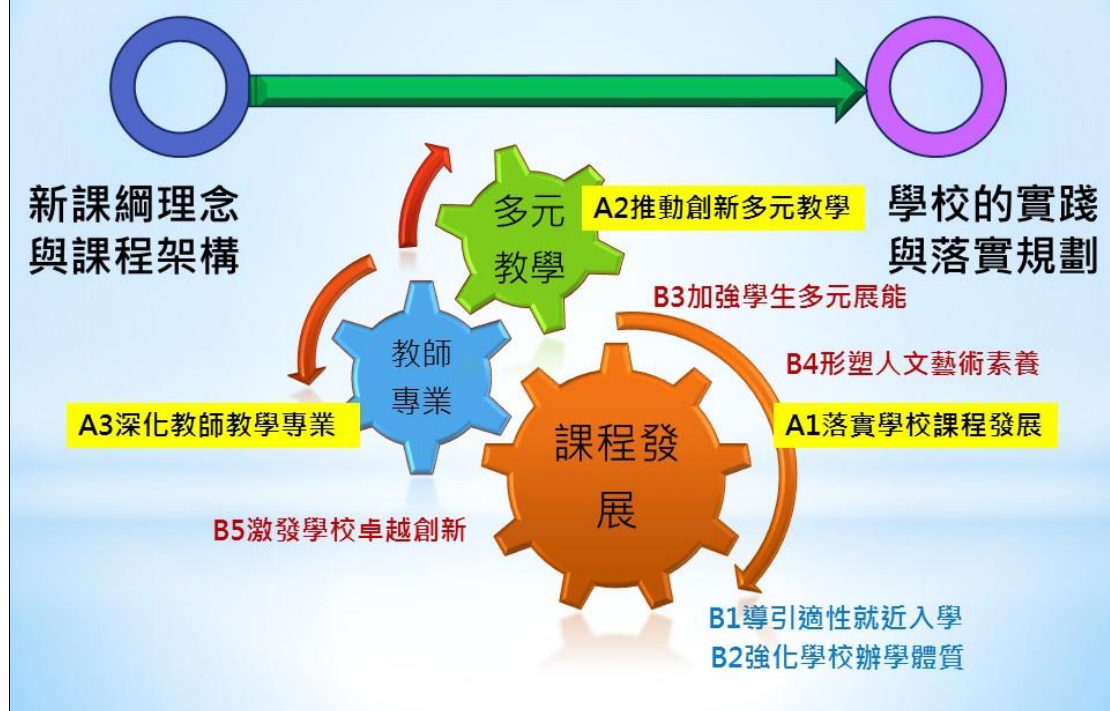 新課綱理念
與課程架構
學校的實踐
與落實規劃
多元
教學
A2推動創新多元教學
B3加強學生多元展能
教師
專業
B4形塑人文藝術素養
A3深化教師教學專業
A1落實學校課程發展
課程發
展
B5激發學校卓越創新
B1導引適性就近入學
B2強化學校辦學體質